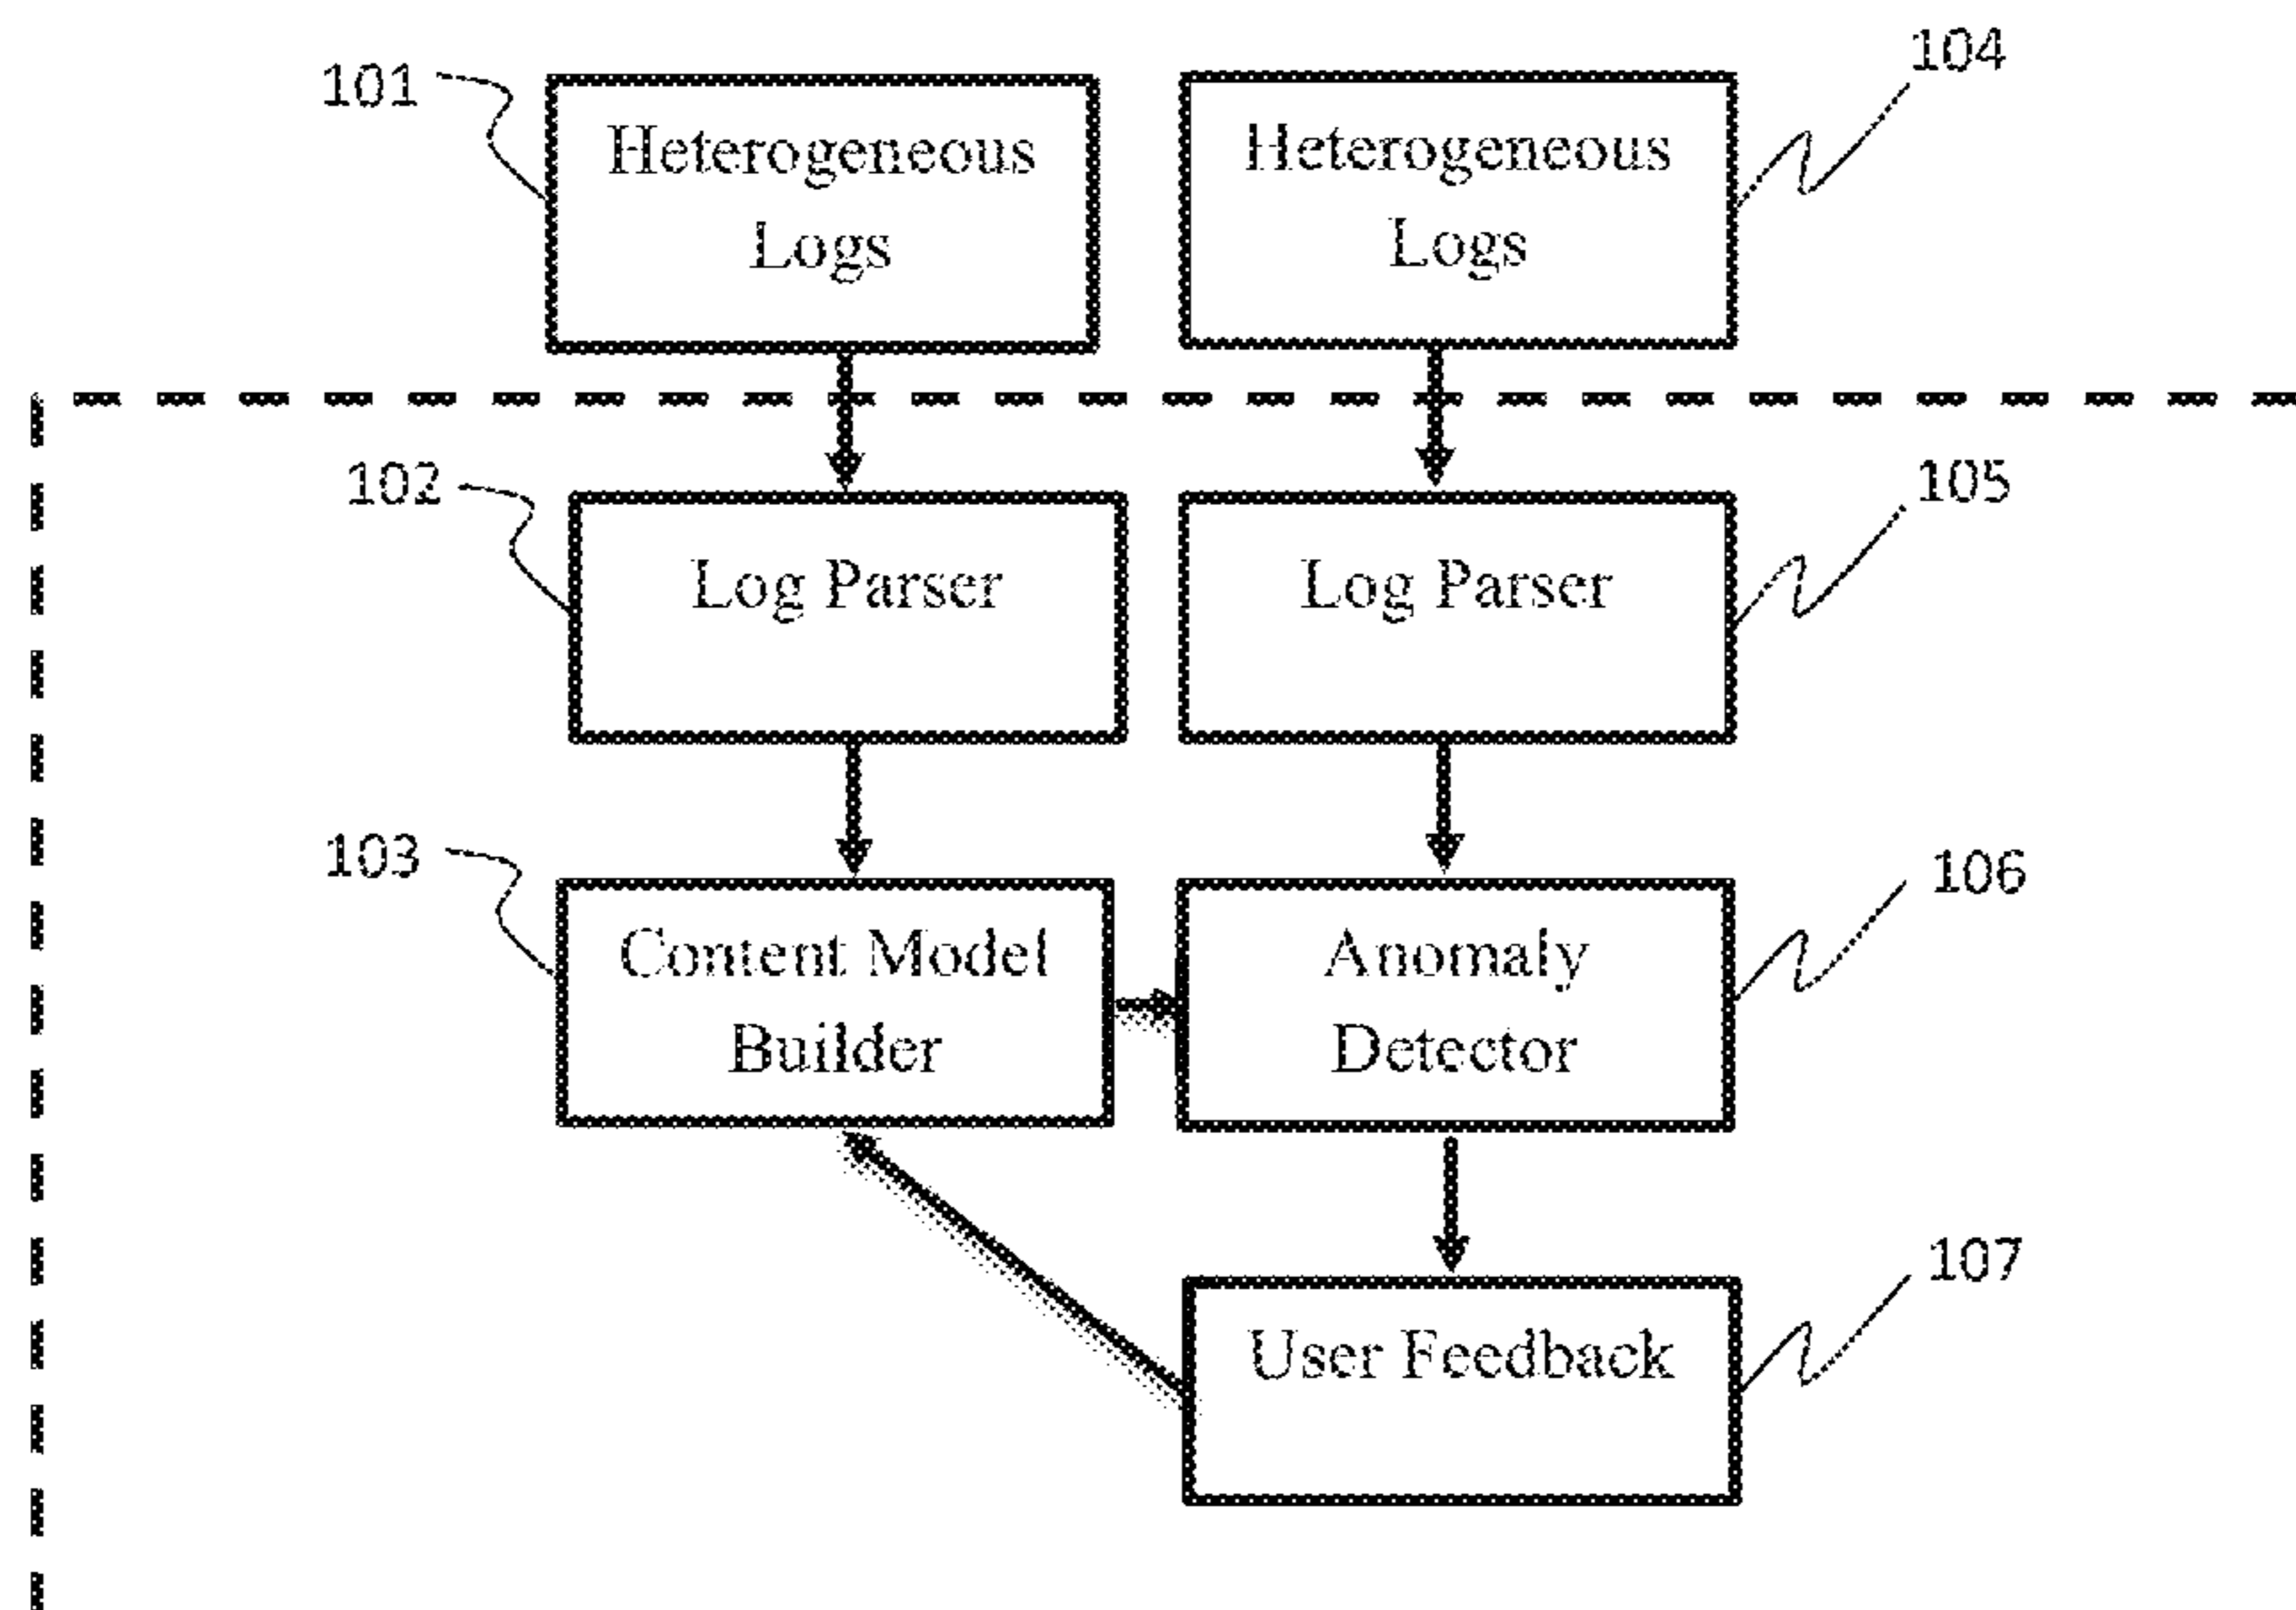 101
Heterogeneous
Logs
104
Heterogeneous
Logs
102
Log Parser
105
Log Parser
103
Content Model
Builder
106
Anomaly
Detector
107
User Feedback